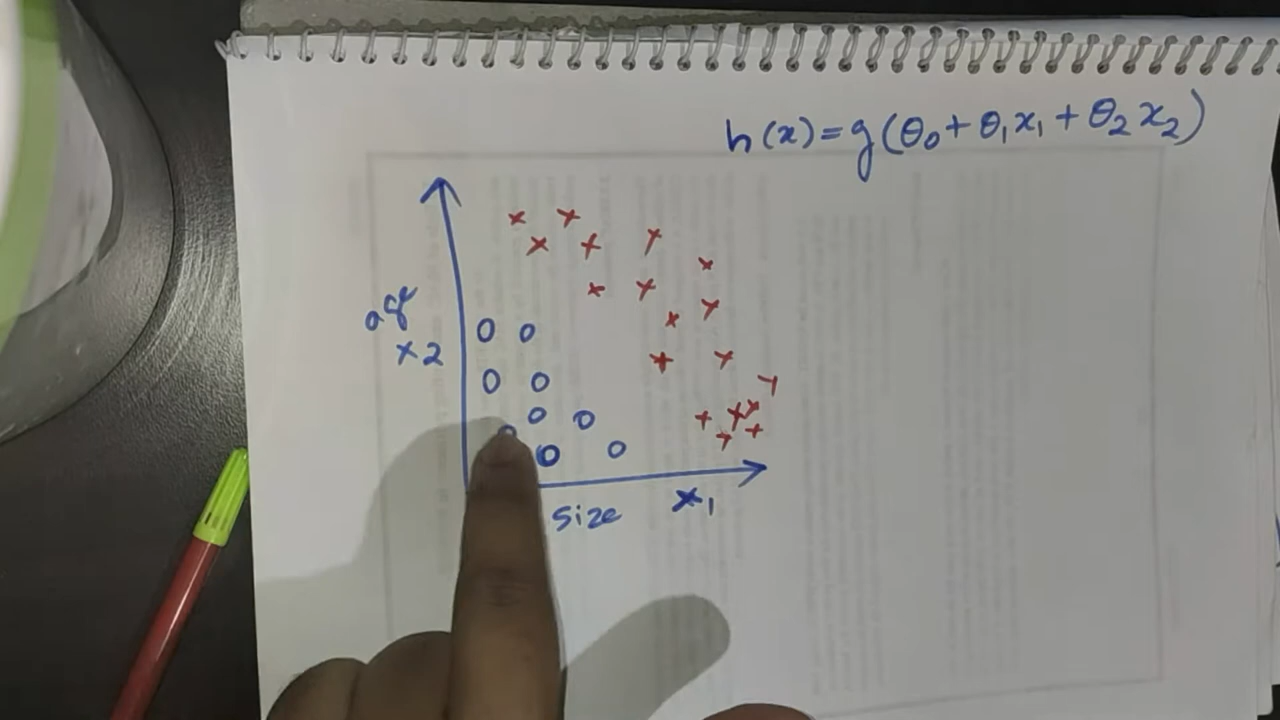 h(x) = g(θ₀ + θ₁x₁ + θ₂x₂)
age
x2
size x₁